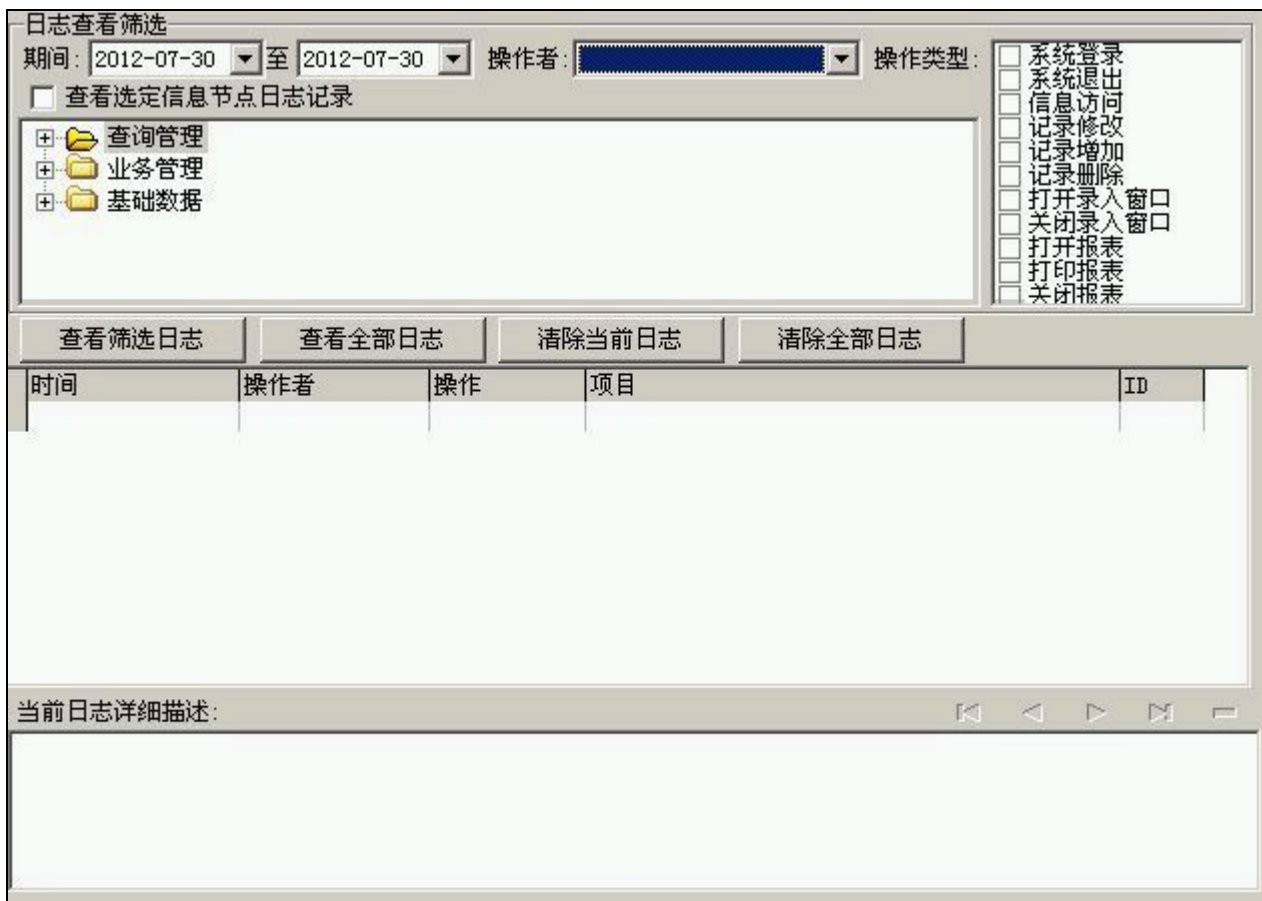 日志查看筛选
期间: 2012-07-30 至 2012-07-30 操作者: 操作类型:
查看选定信息节点日志记录
查询管理
业务管理
基础数据
系统登录
系统退出
信息访问
记录修改
记录增加
记录删除
打开录入窗口
关闭录入窗口
打开报表
打印报表
关闭报表
查看筛选日志 查看全部日志 清除当前日志 清除全部日志
时间 操作者 操作 项目 ID
当前日志详细描述: